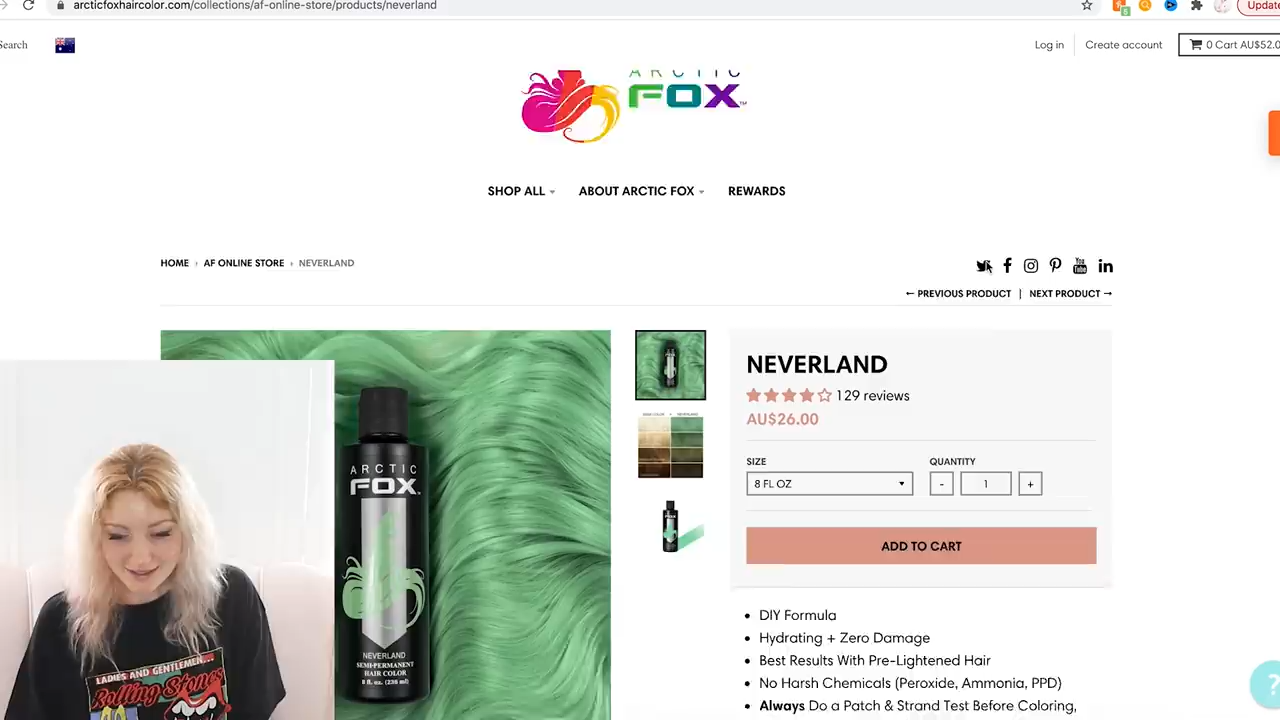 arcticfoxhaircolor.com/collections/af-online-store/products/neverland
Update
Search
Log in
Create account
0 Cart AU$52.0
ARCTIC
FOX™
SHOP ALL
ABOUT ARCTIC FOX
REWARDS
HOME › AF ONLINE STORE › NEVERLAND
← PREVIOUS PRODUCT | NEXT PRODUCT →
NEVERLAND
129 reviews
AU$26.00
SIZE
QUANTITY
8 FL OZ
- 1 +
ADD TO CART
• DIY Formula
• Hydrating + Zero Damage
• Best Results With Pre-Lightened Hair
• No Harsh Chemicals (Peroxide, Ammonia, PPD)
• Always Do a Patch & Strand Test Before Coloring,
ARCTIC
FOX
NEVERLAND
SEMI-PERMANENT
HAIR COLOR
8 fl. oz. (236 ml)
LADIES AND GENTLEMEN...
Rolling Stones
?